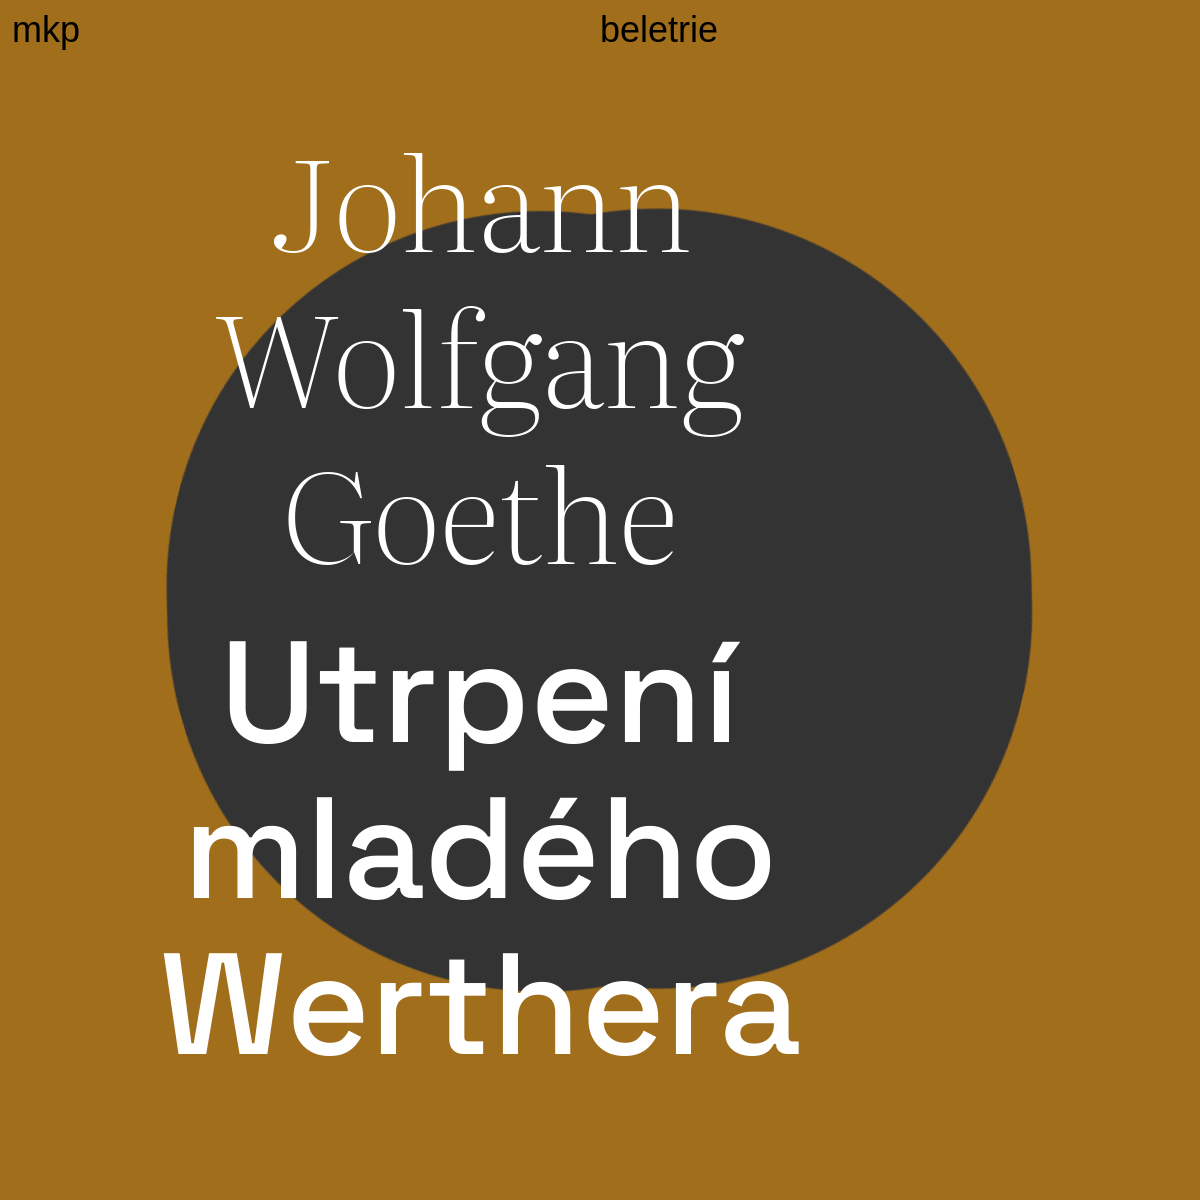 mkp
beletrie
Johann
Wolfgang
Goethe
Utrpení
mladého
Werthera